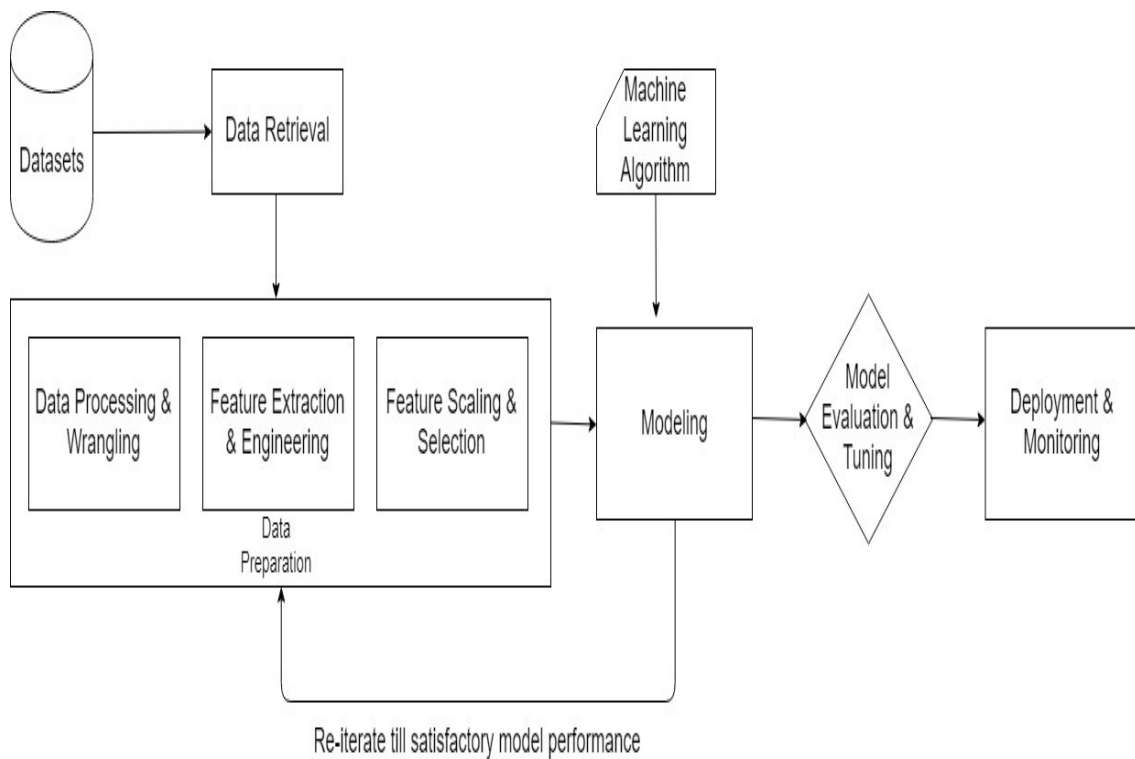 Datasets
Data Retrieval
Machine
Learning
Algorithm
Data Processing &
Wrangling
Feature Extraction
& Engineering
Feature Scaling &
Selection
Data
Preparation
Modeling
Model
Evaluation &
Tuning
Deployment &
Monitoring
Re-iterate till satisfactory model performance